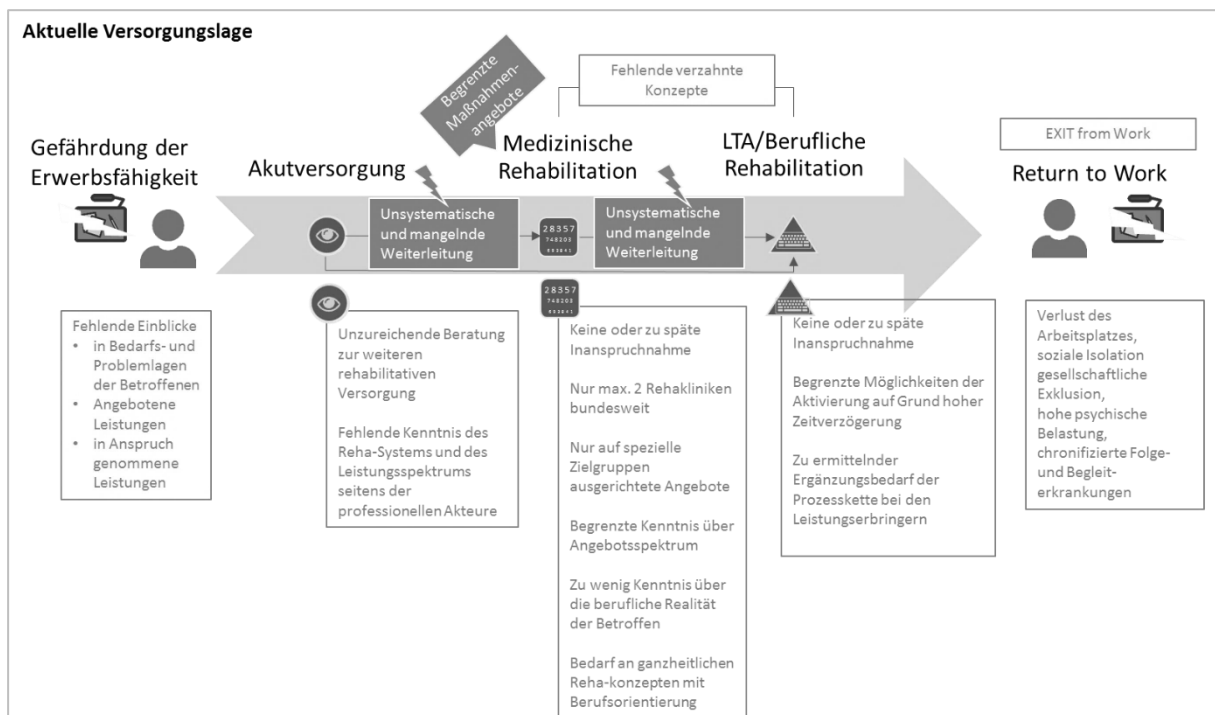 Aktuelle Versorgungslage
Begrenzte
Maßnahmen-
angebote
Fehlende verzahnte
Konzepte
Gefährdung der
Erwerbsfähigkeit
Akutversorgung
Medizinische
Rehabilitation
LTA/Berufliche
Rehabilitation
EXIT from Work
Return to Work
Unsystematische
und mangelnde
Weiterleitung
28357
748203
Unsystematische
und mangelnde
Weiterleitung
28357
748203
Fehlende Einblicke
• in Bedarfs- und
Problemlagen
der Betroffenen
• Angebotene
Leistungen
• in Anspruch
genommene
Leistungen
Unzureichende Beratung
zur weiteren
rehabilitativen
Versorgung
Fehlende Kenntnis des
Reha-Systems und des
Leistungsspektrums
seitens der
professionellen Akteure
Keine oder zu späte
Inanspruchnahme
Nur max. 2 Rehakliniken
bundesweit
Nur auf spezielle
Zielgruppen
ausgerichtete Angebote
Begrenzte Kenntnis über
Angebotsspektrum
Zu wenig Kenntnis über
die berufliche Realität
der Betroffen
Bedarf an ganzheitlichen
Reha-konzepten mit
Berufsorientierung
Keine oder zu späte
Inanspruchnahme
Begrenzte Möglichkeiten der
Aktivierung auf Grund hoher
Zeitverzögerung
Zu ermittelnder
Ergänzungsbedarf der
Prozesskette bei den
Leistungserbringern
Verlust des
Arbeitsplatzes,
soziale Isolation
gesellschaftliche
Exklusion,
hohe psychische
Belastung,
chronifizierte Folge-
und Begleit-
erkrankungen